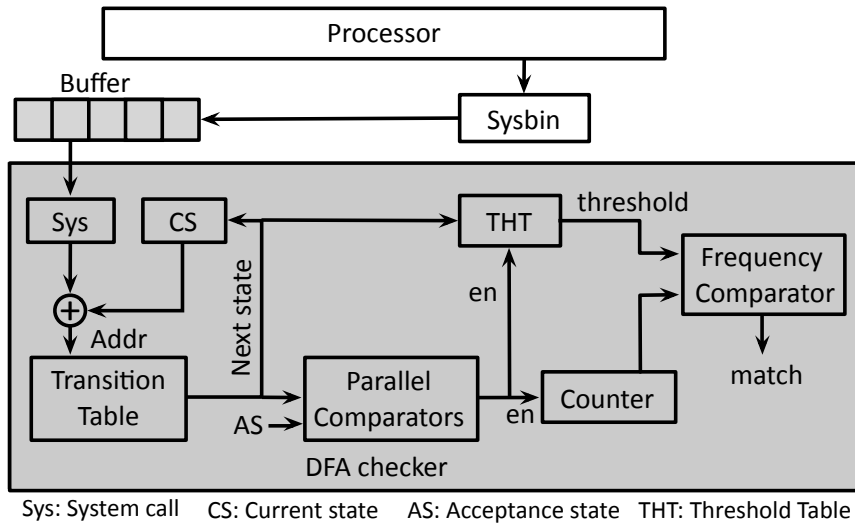 Processor
Buffer
Sysbin
Sys
CS
THT
threshold
Frequency
Comparator
en
Next state
+
Addr
Transition
Table
Parallel
Comparators
AS
en
Counter
match
DFA checker
Sys: System call CS: Current state AS: Acceptance state THT: Threshold Table